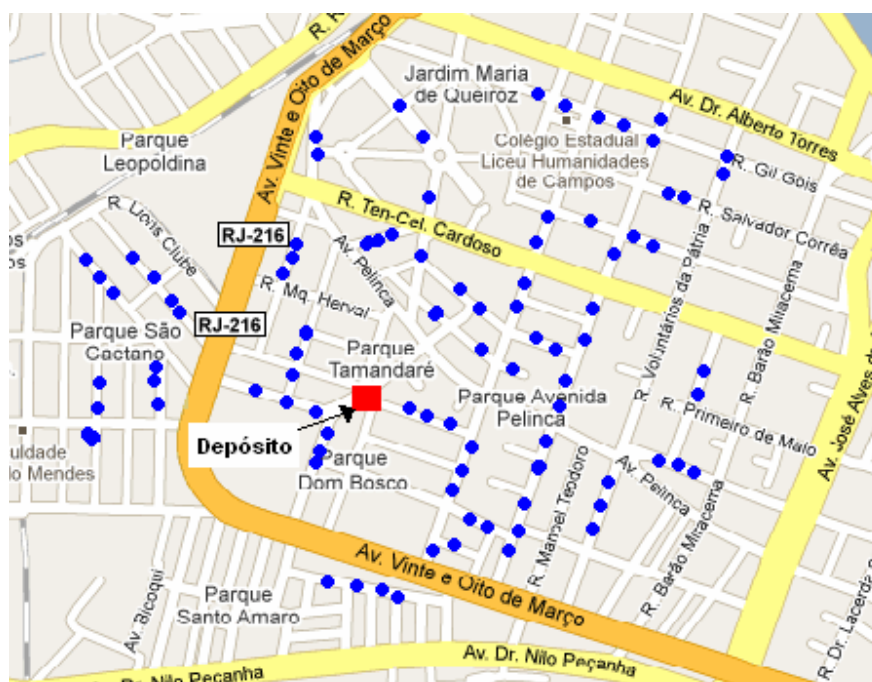 Jardim Maria
de Queiroz
Av. Dr. Alberto Torres
Av. Vinte e Oito de Março
Parque
Leopoldina
Colégio Estadual
Liceu Humanidades
de Campos
R. Gil Góis
R. Lions Clube
R. Ten-Cel. Cardoso
R. Salvador Corrêa
RJ-216
Av. Pelinca
R. Mq. Herval
R. Voluntários da Pátria
R. Barão Miracema
RJ-216
Parque São
Caetano
Parque
Tamandaré
Parque Avenida
Pelinca
R. Primeiro de Maio
Av. José Alves de
Depósito
uldade
lo Mendes
Parque
Dom Bosco
Av. Pelinca
R. Manoel Teodoro
R. Barão Miracema
Av. Vinte e Oito de Março
Av. Bicoqui
Parque
Santo Amaro
R. Dr. Lacerda
Av. Dr. Nilo Peçanha
Dr. Nilo Peçanha